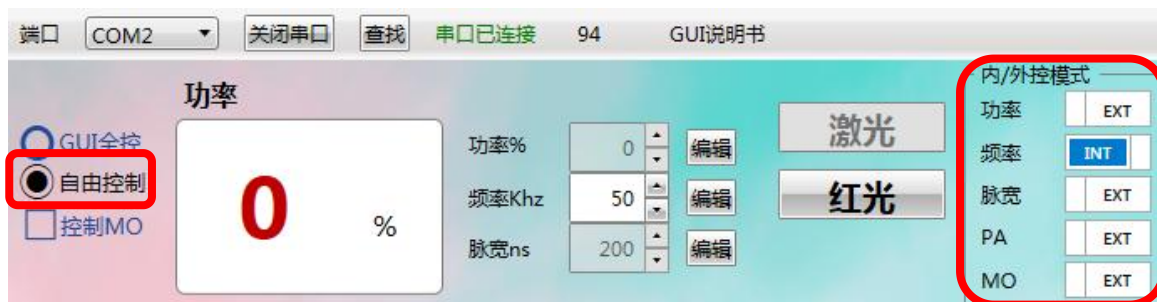 端口 COM2 关闭串口 查找 串口已连接 94 GUI说明书
功率
GUI全控
自由控制
控制MO
0 %
功率% 0 编辑
频率Khz 50 编辑
脉宽ns 200 编辑
激光
红光
内/外控模式
功率 EXT
频率 INT
脉宽 EXT
PA EXT
MO EXT